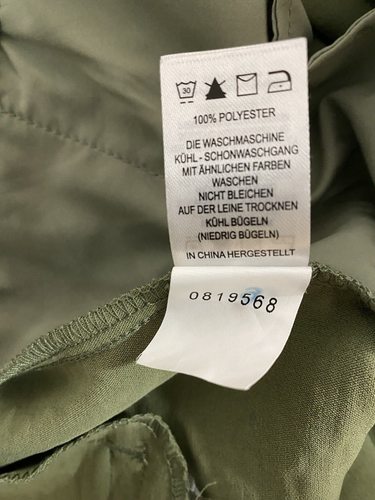 30
100% POLYESTER
DIE WASCHMASCHINE
KÜHL - SCHONWASCHGANG
MIT ÄHNLICHEN FARBEN
WASCHEN
NICHT BLEICHEN
AUF DER LEINE TROCKNEN
KÜHL BÜGELN
(NIEDRIG BÜGELN)
IN CHINA HERGESTELLT
0819568